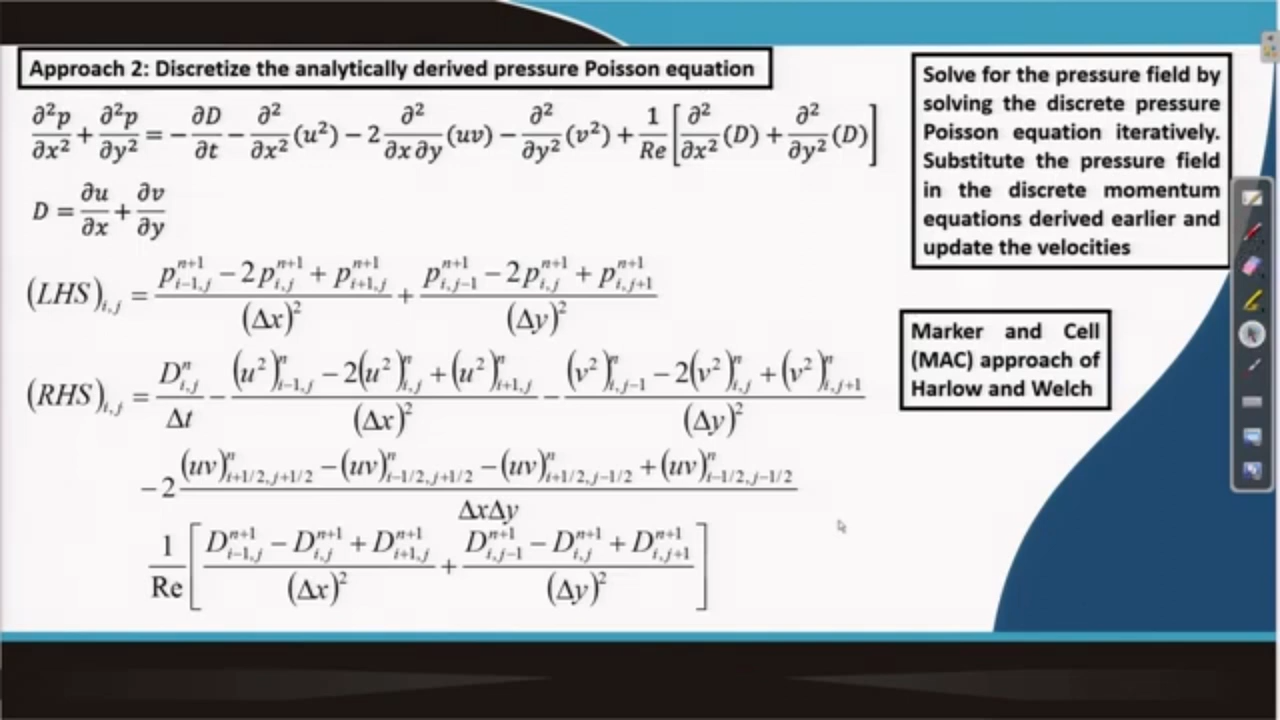 Approach 2: Discretize the analytically derived pressure Poisson equation
∂²p/∂x² + ∂²p/∂y² = −∂D/∂t − ∂²/∂x²(u²) − 2 ∂²/∂x ∂y(uv) − ∂²/∂y²(v²) + 1/Re [∂²/∂x²(D) + ∂²/∂y²(D)]
D = ∂u/∂x + ∂v/∂y
(LHS)_{i,j} = (p^{n+1}_{i−1,j} − 2p^{n+1}_{i,j} + p^{n+1}_{i+1,j})/(Δx)² + (p^{n+1}_{i,j−1} − 2p^{n+1}_{i,j} + p^{n+1}_{i,j+1})/(Δy)²
(RHS)_{i,j} = D^n_{i,j}/Δt − ((u²)^n_{i−1,j} − 2(u²)^n_{i,j} + (u²)^n_{i+1,j})/(Δx)² − ((v²)^n_{i,j−1} − 2(v²)^n_{i,j} + (v²)^n_{i,j+1})/(Δy)²
−2 ((uv)^n_{i+1/2,j+1/2} − (uv)^n_{i−1/2,j+1/2} − (uv)^n_{i+1/2,j−1/2} + (uv)^n_{i−1/2,j−1/2})/ΔxΔy
1/Re [(D^{n+1}_{i−1,j} − D^{n+1}_{i,j} + D^{n+1}_{i+1,j})/(Δx)² + (D^{n+1}_{i,j−1} − D^{n+1}_{i,j} + D^{n+1}_{i,j+1})/(Δy)²]
Solve for the pressure field by
solving the discrete pressure
Poisson equation iteratively.
Substitute the pressure field
in the discrete momentum
equations derived earlier and
update the velocities
Marker and Cell
(MAC) approach of
Harlow and Welch